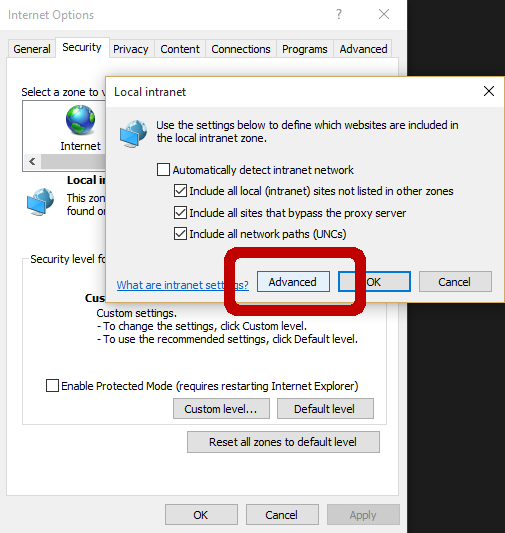 Internet Options
General Security Privacy Content Connections Programs Advanced
Select a zone to
Internet
Local
This zon
found o
Security level fo
Cus
Custom settings.
- To change the settings, click Custom level.
- To use the recommended settings, click Default level.
Enable Protected Mode (requires restarting Internet Explorer)
Custom level... Default level
Reset all zones to default level
OK Cancel Apply
Local intranet
Use the settings below to define which websites are included in
the local intranet zone.
Automatically detect intranet network
Include all local (intranet) sites not listed in other zones
Include all sites that bypass the proxy server
Include all network paths (UNCs)
What are intranet settings? Advanced OK Cancel